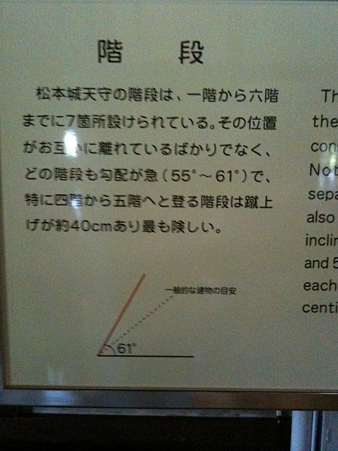 階 段
松本城天守の階段は、一階から六階
までに7箇所設けられている。その位置
がお互いに離れているばかりでなく、
どの階段も勾配が急(55°～61°)で、
特に四階から五階へと登る階段は蹴上
げが約40cmあり最も険しい。
一般的な建物の目安
61°
Th
the
con
Not
sepa
also
inclin
and 5
each
centi